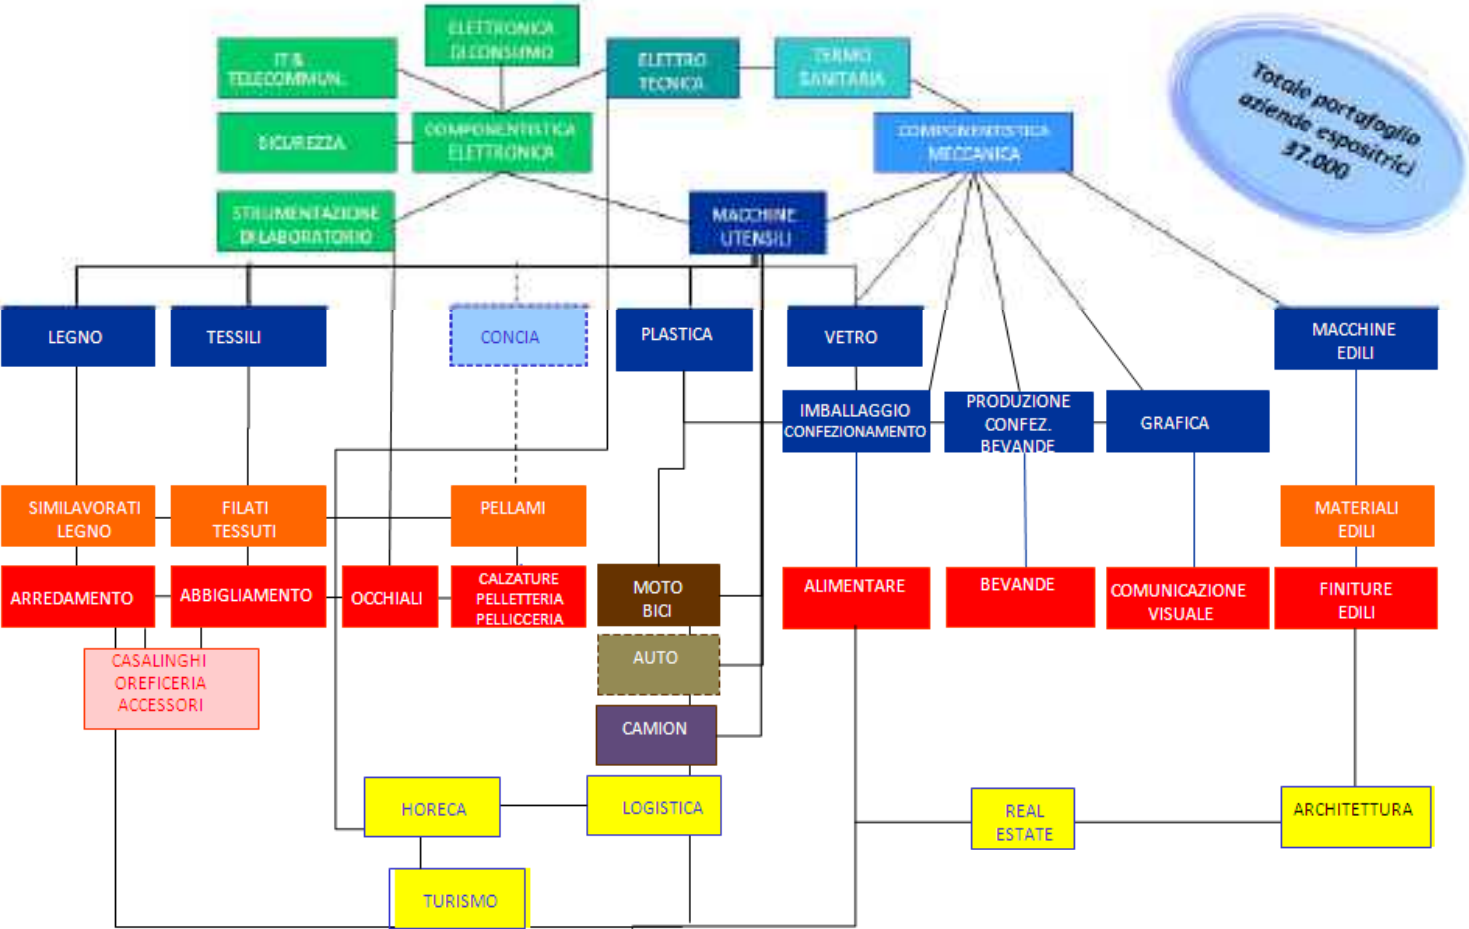 ELETTRONICA
DI CONSUMO
IT &
TELECOMMUN.
ELETTRO
TECNICA
TERMO
SANITARIA
Totale portafoglio
aziende espositrici
37.000
SICUREZZA
COMPONENTISTICA
ELETTRONICA
COMPONENTISTICA
MECCANICA
STRUMENTAZIONE
DI LABORATORIO
MACCHINE
UTENSILI
LEGNO
TESSILI
CONCIA
PLASTICA
VETRO
MACCHINE
EDILI
IMBALLAGGIO
CONFEZIONAMENTO
PRODUZIONE
CONFEZ.
BEVANDE
GRAFICA
SIMILAVORATI
LEGNO
FILATI
TESSUTI
PELLAMI
MATERIALI
EDILI
ARREDAMENTO
ABBIGLIAMENTO
OCCHIALI
CALZATURE
PELLETTERIA
PELLICCERIA
MOTO
BICI
ALIMENTARE
BEVANDE
COMUNICAZIONE
VISUALE
FINITURE
EDILI
CASALINGHI
OREFICERIA
ACCESSORI
AUTO
CAMION
HORECA
LOGISTICA
REAL
ESTATE
ARCHITETTURA
TURISMO